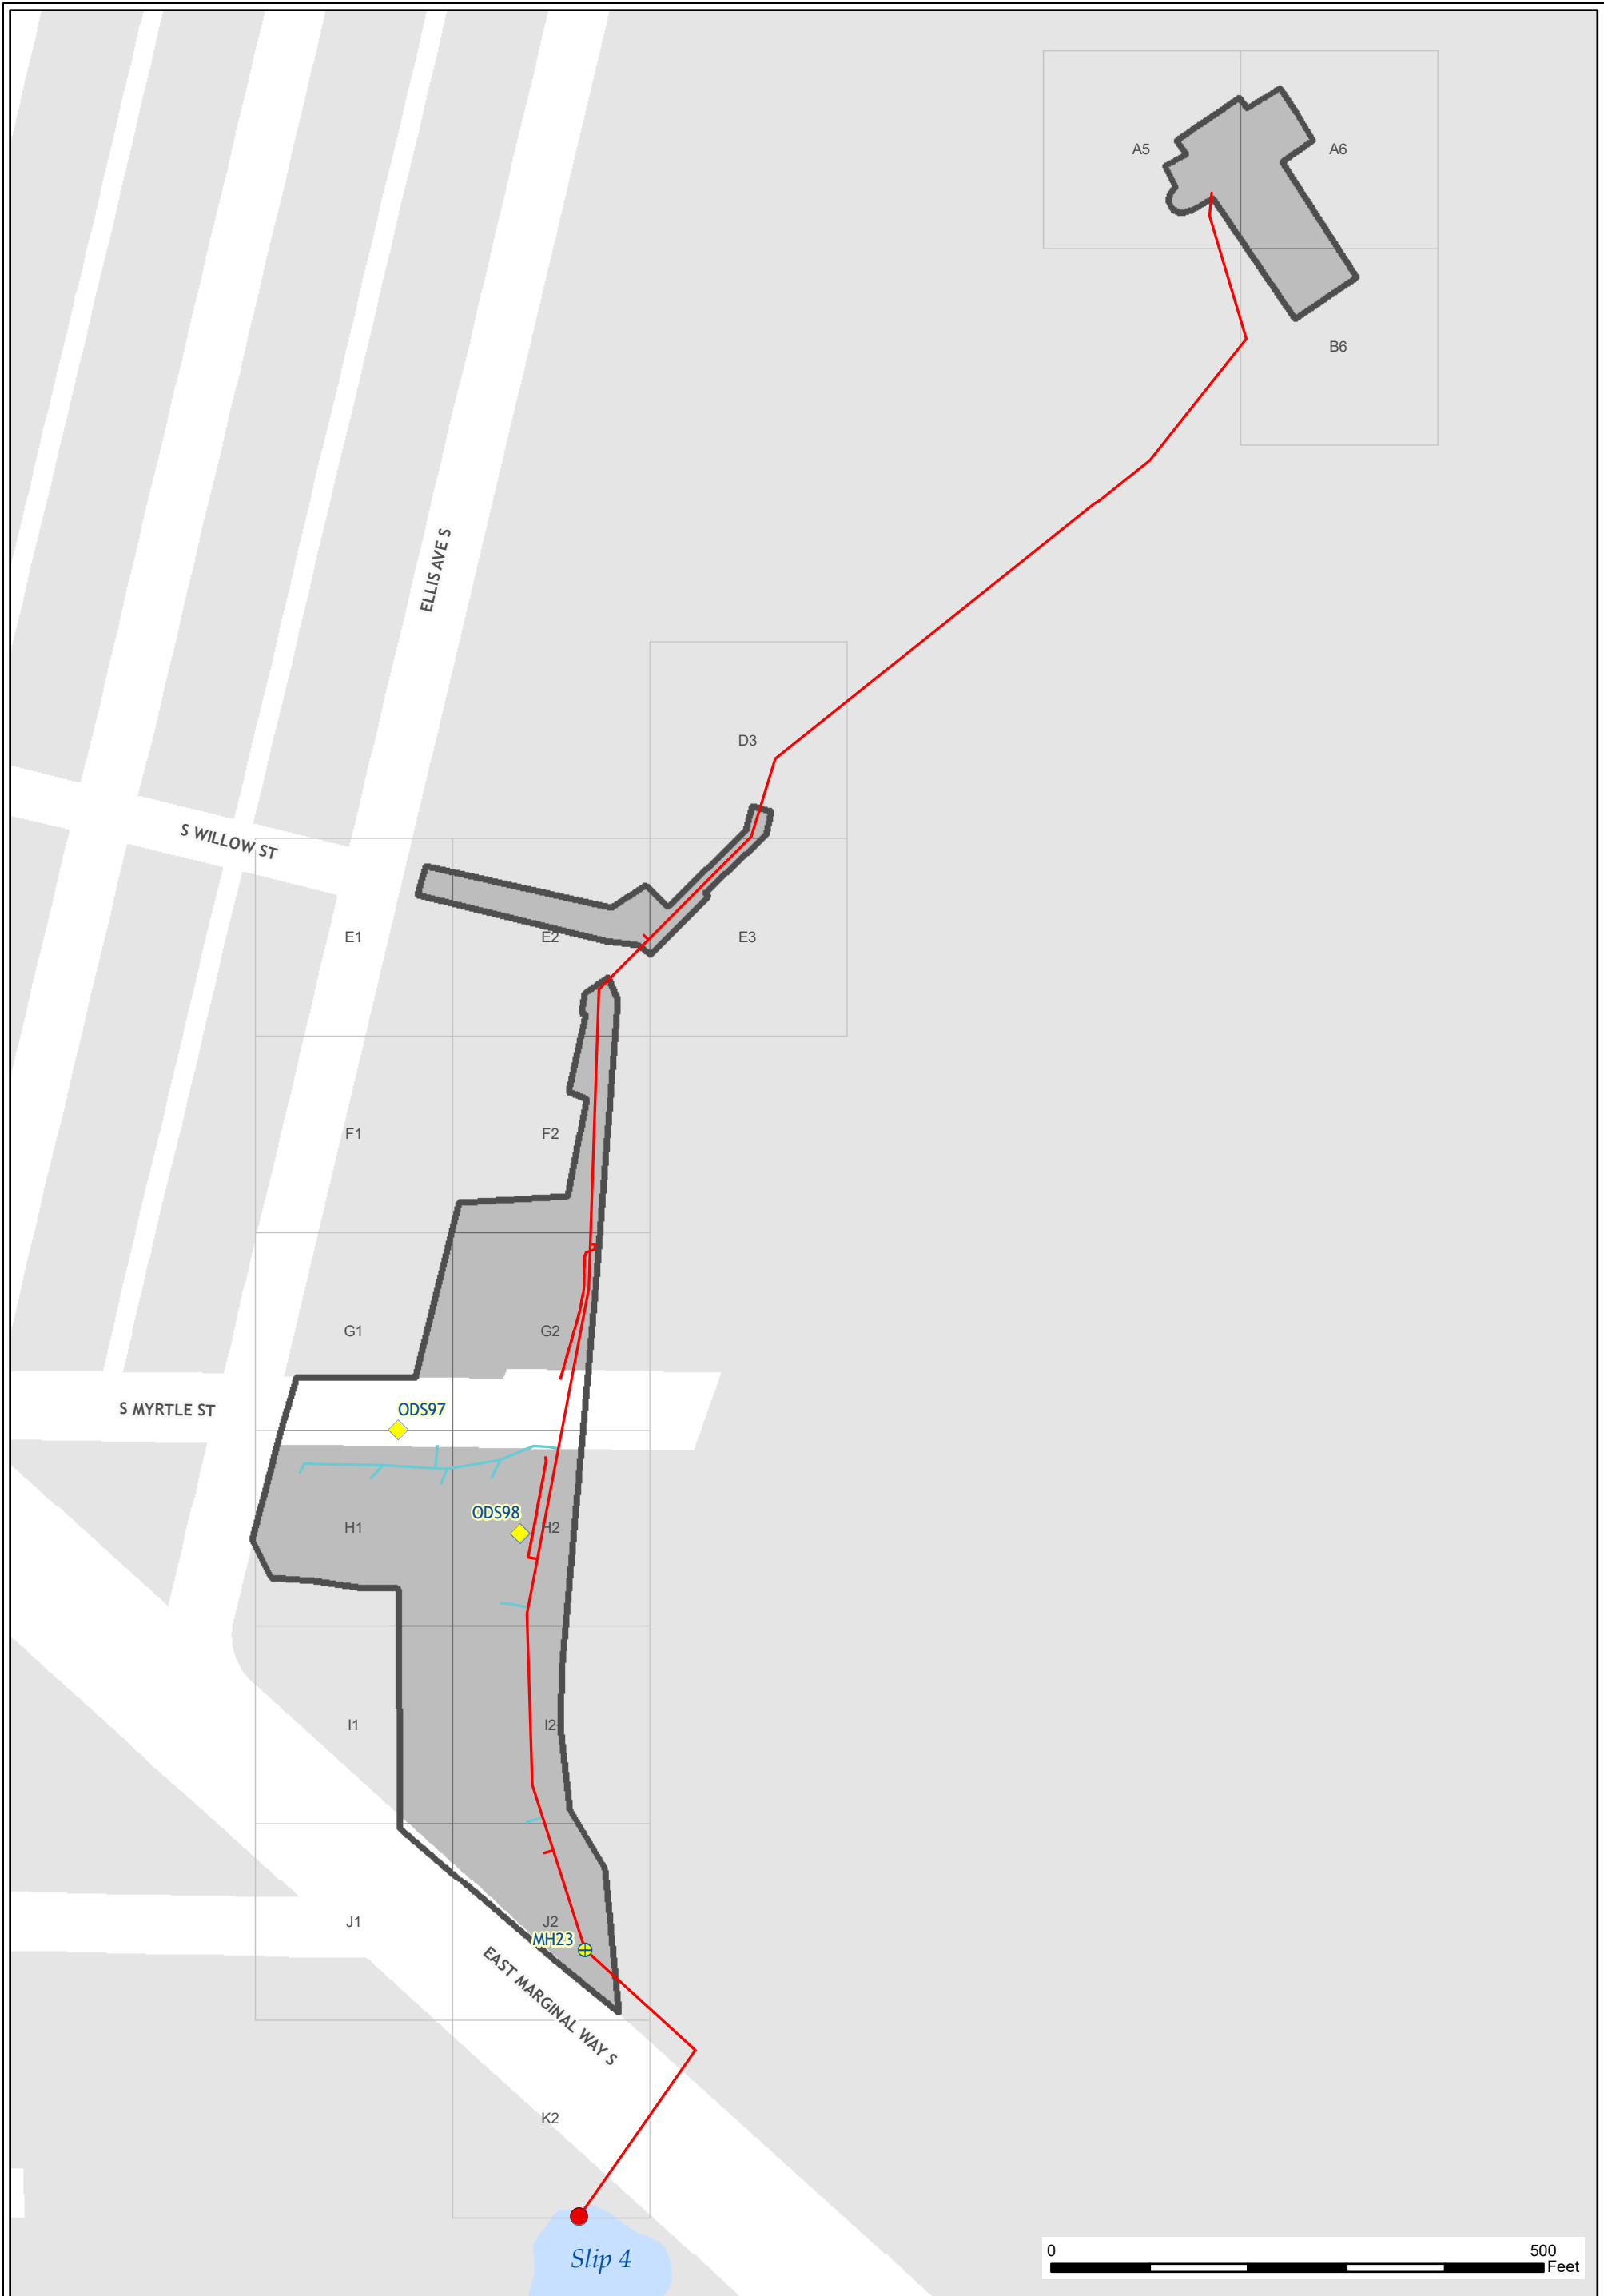 A5
A6
B6
ELLIS AVE S
D3
S WILLOW ST
E1
E2
E3
F1
F2
G1
G2
S MYRTLE ST
ODS97
ODS98
H1
H2
I1
I2
J1
J2
MH23
EAST MARGINAL WAY S
K2
Slip 4
0
500
Feet